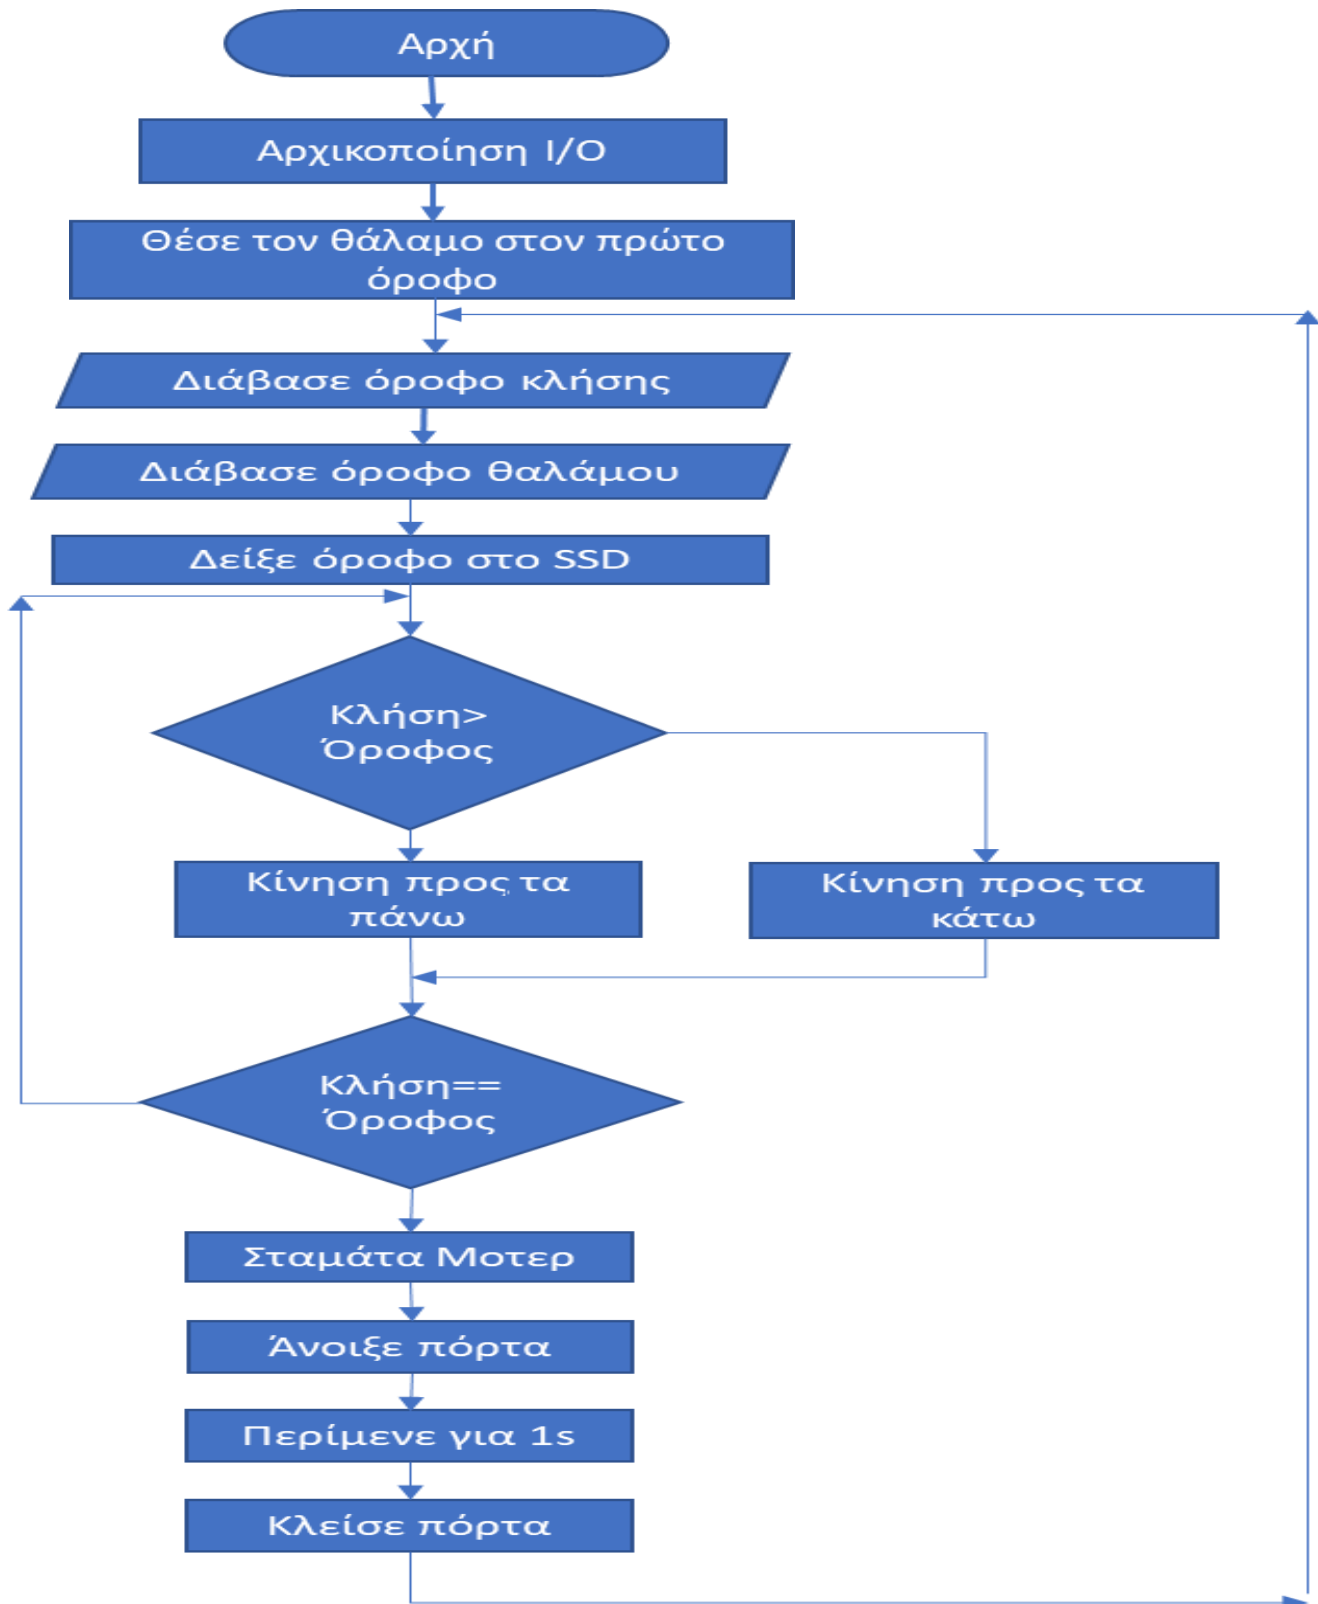 Αρχή
Αρχικοποίηση I/O
Θέσε τον θάλαμο στον πρώτο
όροφο
Διάβασε όροφο κλήσης
Διάβασε όροφο θαλάμου
Δείξε όροφο στο SSD
Κλήση>
Όροφος
Κίνηση προς τα
πάνω
Κίνηση προς τα
κάτω
Κλήση==
Όροφος
Σταμάτα Μοτερ
Άνοιξε πόρτα
Περίμενε για 1s
Κλείσε πόρτα